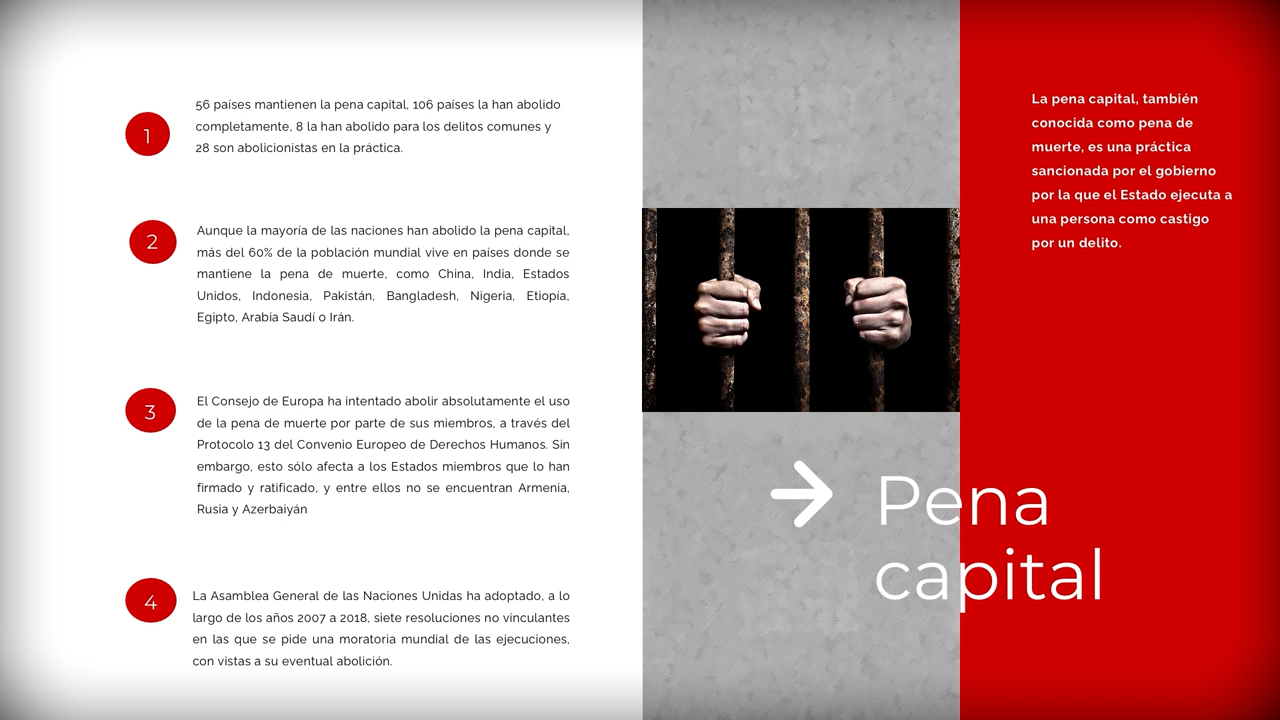 1
56 países mantienen la pena capital, 106 países la han abolido
completamente, 8 la han abolido para los delitos comunes y
28 son abolicionistas en la práctica.
2
Aunque la mayoría de las naciones han abolido la pena capital,
más del 60% de la población mundial vive en países donde se
mantiene la pena de muerte, como China, India, Estados
Unidos, Indonesia, Pakistán, Bangladesh, Nigeria, Etiopía,
Egipto, Arabia Saudí o Irán.
3
El Consejo de Europa ha intentado abolir absolutamente el uso
de la pena de muerte por parte de sus miembros, a través del
Protocolo 13 del Convenio Europeo de Derechos Humanos. Sin
embargo, esto sólo afecta a los Estados miembros que lo han
firmado y ratificado, y entre ellos no se encuentran Armenia,
Rusia y Azerbaiyán
4
La Asamblea General de las Naciones Unidas ha adoptado, a lo
largo de los años 2007 a 2018, siete resoluciones no vinculantes
en las que se pide una moratoria mundial de las ejecuciones,
con vistas a su eventual abolición.
La pena capital, también
conocida como pena de
muerte, es una práctica
sancionada por el gobierno
por la que el Estado ejecuta a
una persona como castigo
por un delito.
Pena
capital